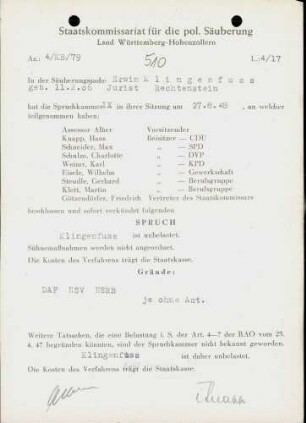 Staatskommissariat für die pol. Säuberung
Land Württemberg-Hohenzollern
Az.: 4/KB/79 510 L:4/17
In der Säuberungssache Erwin Klingenfuss
geb. 11.2.06 Jurist Rechtenstein
hat die Spruchkammer IX in ihrer Sitzung am 27.8.48, an welcher
teilgenommen haben:
Assessor Aller Vorsitzender
Knapp, Hans Beisitzer — CDU
Schneider, Max „ — SPD
Schulze, Charlotte „ — DVP
Weiner, Karl „ — KPD
Eisele, Wilhelm „ — Gewerkschaft
Steudle, Gerhard „ — Berufsgruppe
Klett, Martin „ — Berufsgruppe
Götzendörfer, Friedrich Vertreter des Staatskommissars
beschlossen und sofort verkündet folgenden
SPRUCH
Klingenfuss ist unbelastet.
Sühnemaßnahmen werden nicht angeordnet.
Die Kosten des Verfahrens trägt die Staatskasse.
Gründe:
DAF NSV NSRB
je ohne Amt.
Weitere Tatsachen, die eine Belastung i. S. der Art. 4—7 der RAO vom 25.
4. 47 begründen könnten, sind der Spruchkammer nicht bekannt geworden.
Klingenfuss ist daher unbelastet.
Die Kosten des Verfahrens trägt die Staatskasse.